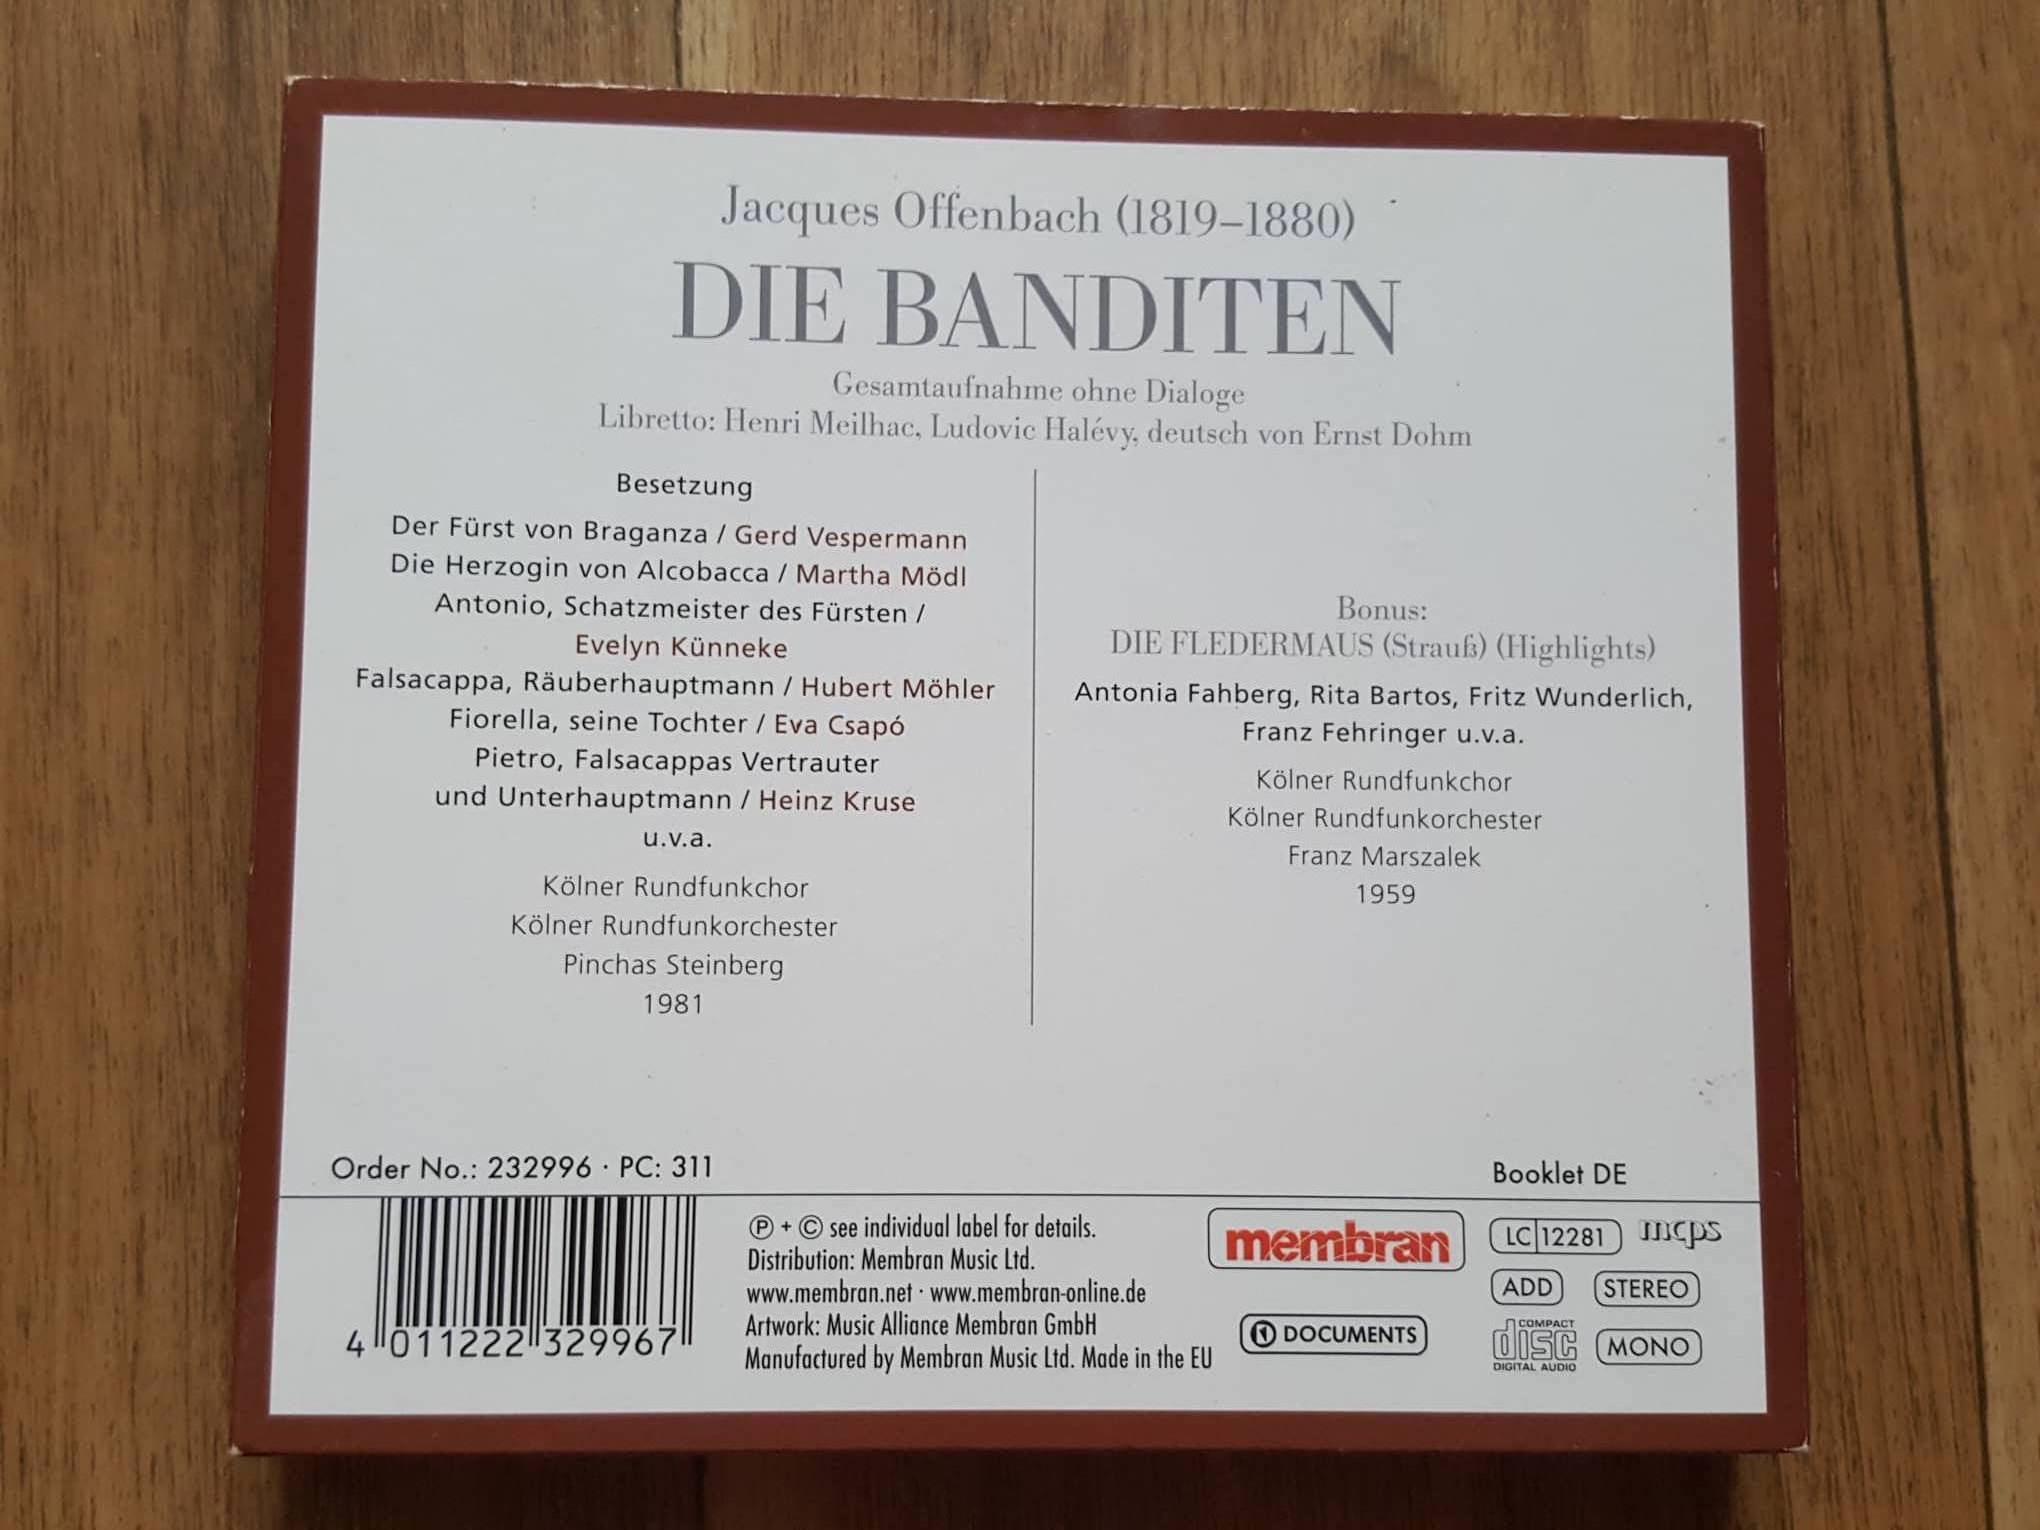 Jacques Offenbach (1819–1880)
DIE BANDITEN
Gesamtaufnahme ohne Dialoge
Libretto: Henri Meilhac, Ludovic Halévy, deutsch von Ernst Dohm
Besetzung
Der Fürst von Braganza / Gerd Vespermann
Die Herzogin von Alcobacca / Martha Mödl
Antonio, Schatzmeister des Fürsten /
Evelyn Künneke
Falsacappa, Räuberhauptmann / Hubert Möhler
Fiorella, seine Tochter / Eva Csapó
Pietro, Falsacappas Vertrauter
und Unterhauptmann / Heinz Kruse
u.v.a.
Kölner Rundfunkchor
Kölner Rundfunkorchester
Pinchas Steinberg
1981
Bonus:
DIE FLEDERMAUS (Strauß) (Highlights)
Antonia Fahberg, Rita Bartos, Fritz Wunderlich,
Franz Fehringer u.v.a.
Kölner Rundfunkchor
Kölner Rundfunkorchester
Franz Marszalek
1959
Order No.: 232996 · PC: 311
Booklet DE
4 011222 329967
Ⓟ + © see individual label for details.
Distribution: Membran Music Ltd.
www.membran.net · www.membran-online.de
Artwork: Music Alliance Membran GmbH
Manufactured by Membran Music Ltd. Made in the EU
membran
DOCUMENTS
LC 12281
mcps
ADD
STEREO
COMPACT
disc
DIGITAL AUDIO
MONO